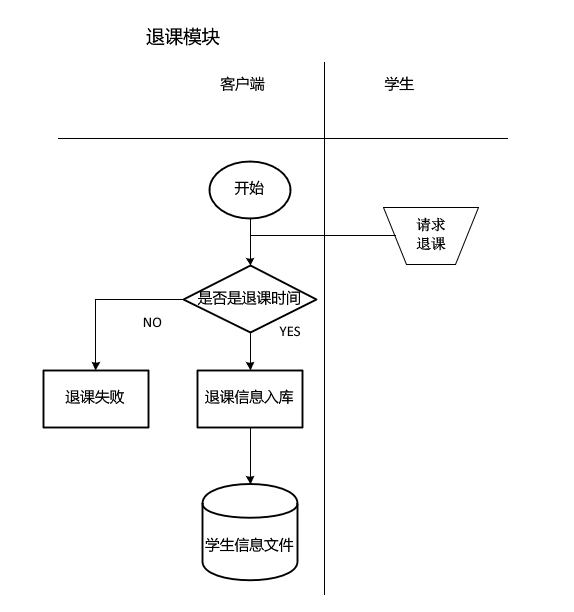 退课模块
客户端
学生
开始
请求
退课
是否是退课时间
NO
YES
退课失败
退课信息入库
学生信息文件